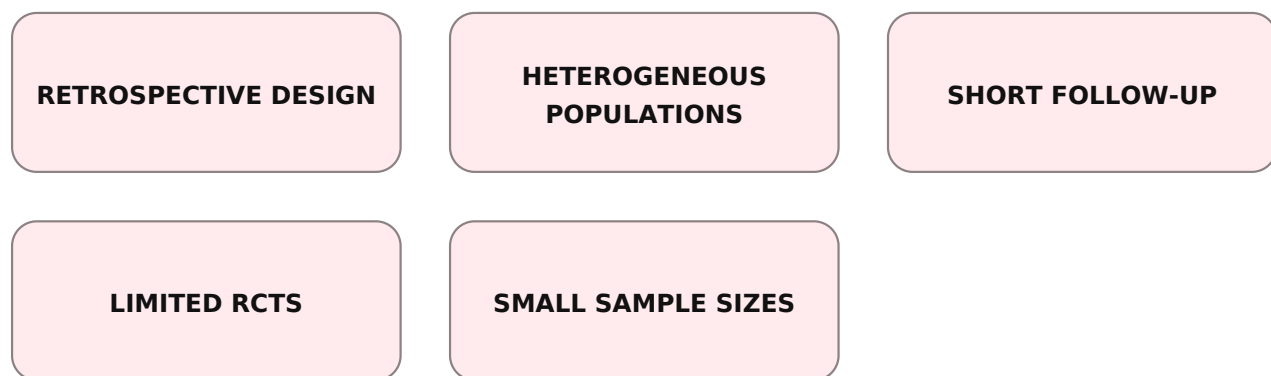 RETROSPECTIVE DESIGN
HETEROGENEOUS
POPULATIONS
SHORT FOLLOW-UP
LIMITED RCTS
SMALL SAMPLE SIZES